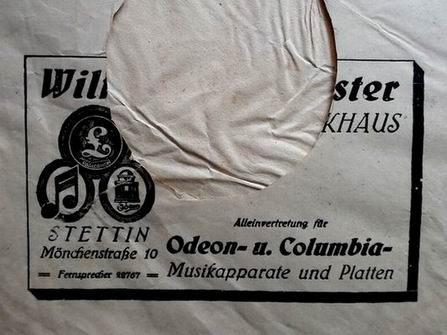 Wil ster
KHAUS
L
STETTIN
Mönchenstraße 10
Fernsprecher 28767
Alleinvertretung für
Odeon- u. Columbia-
Musikapparate und Platten